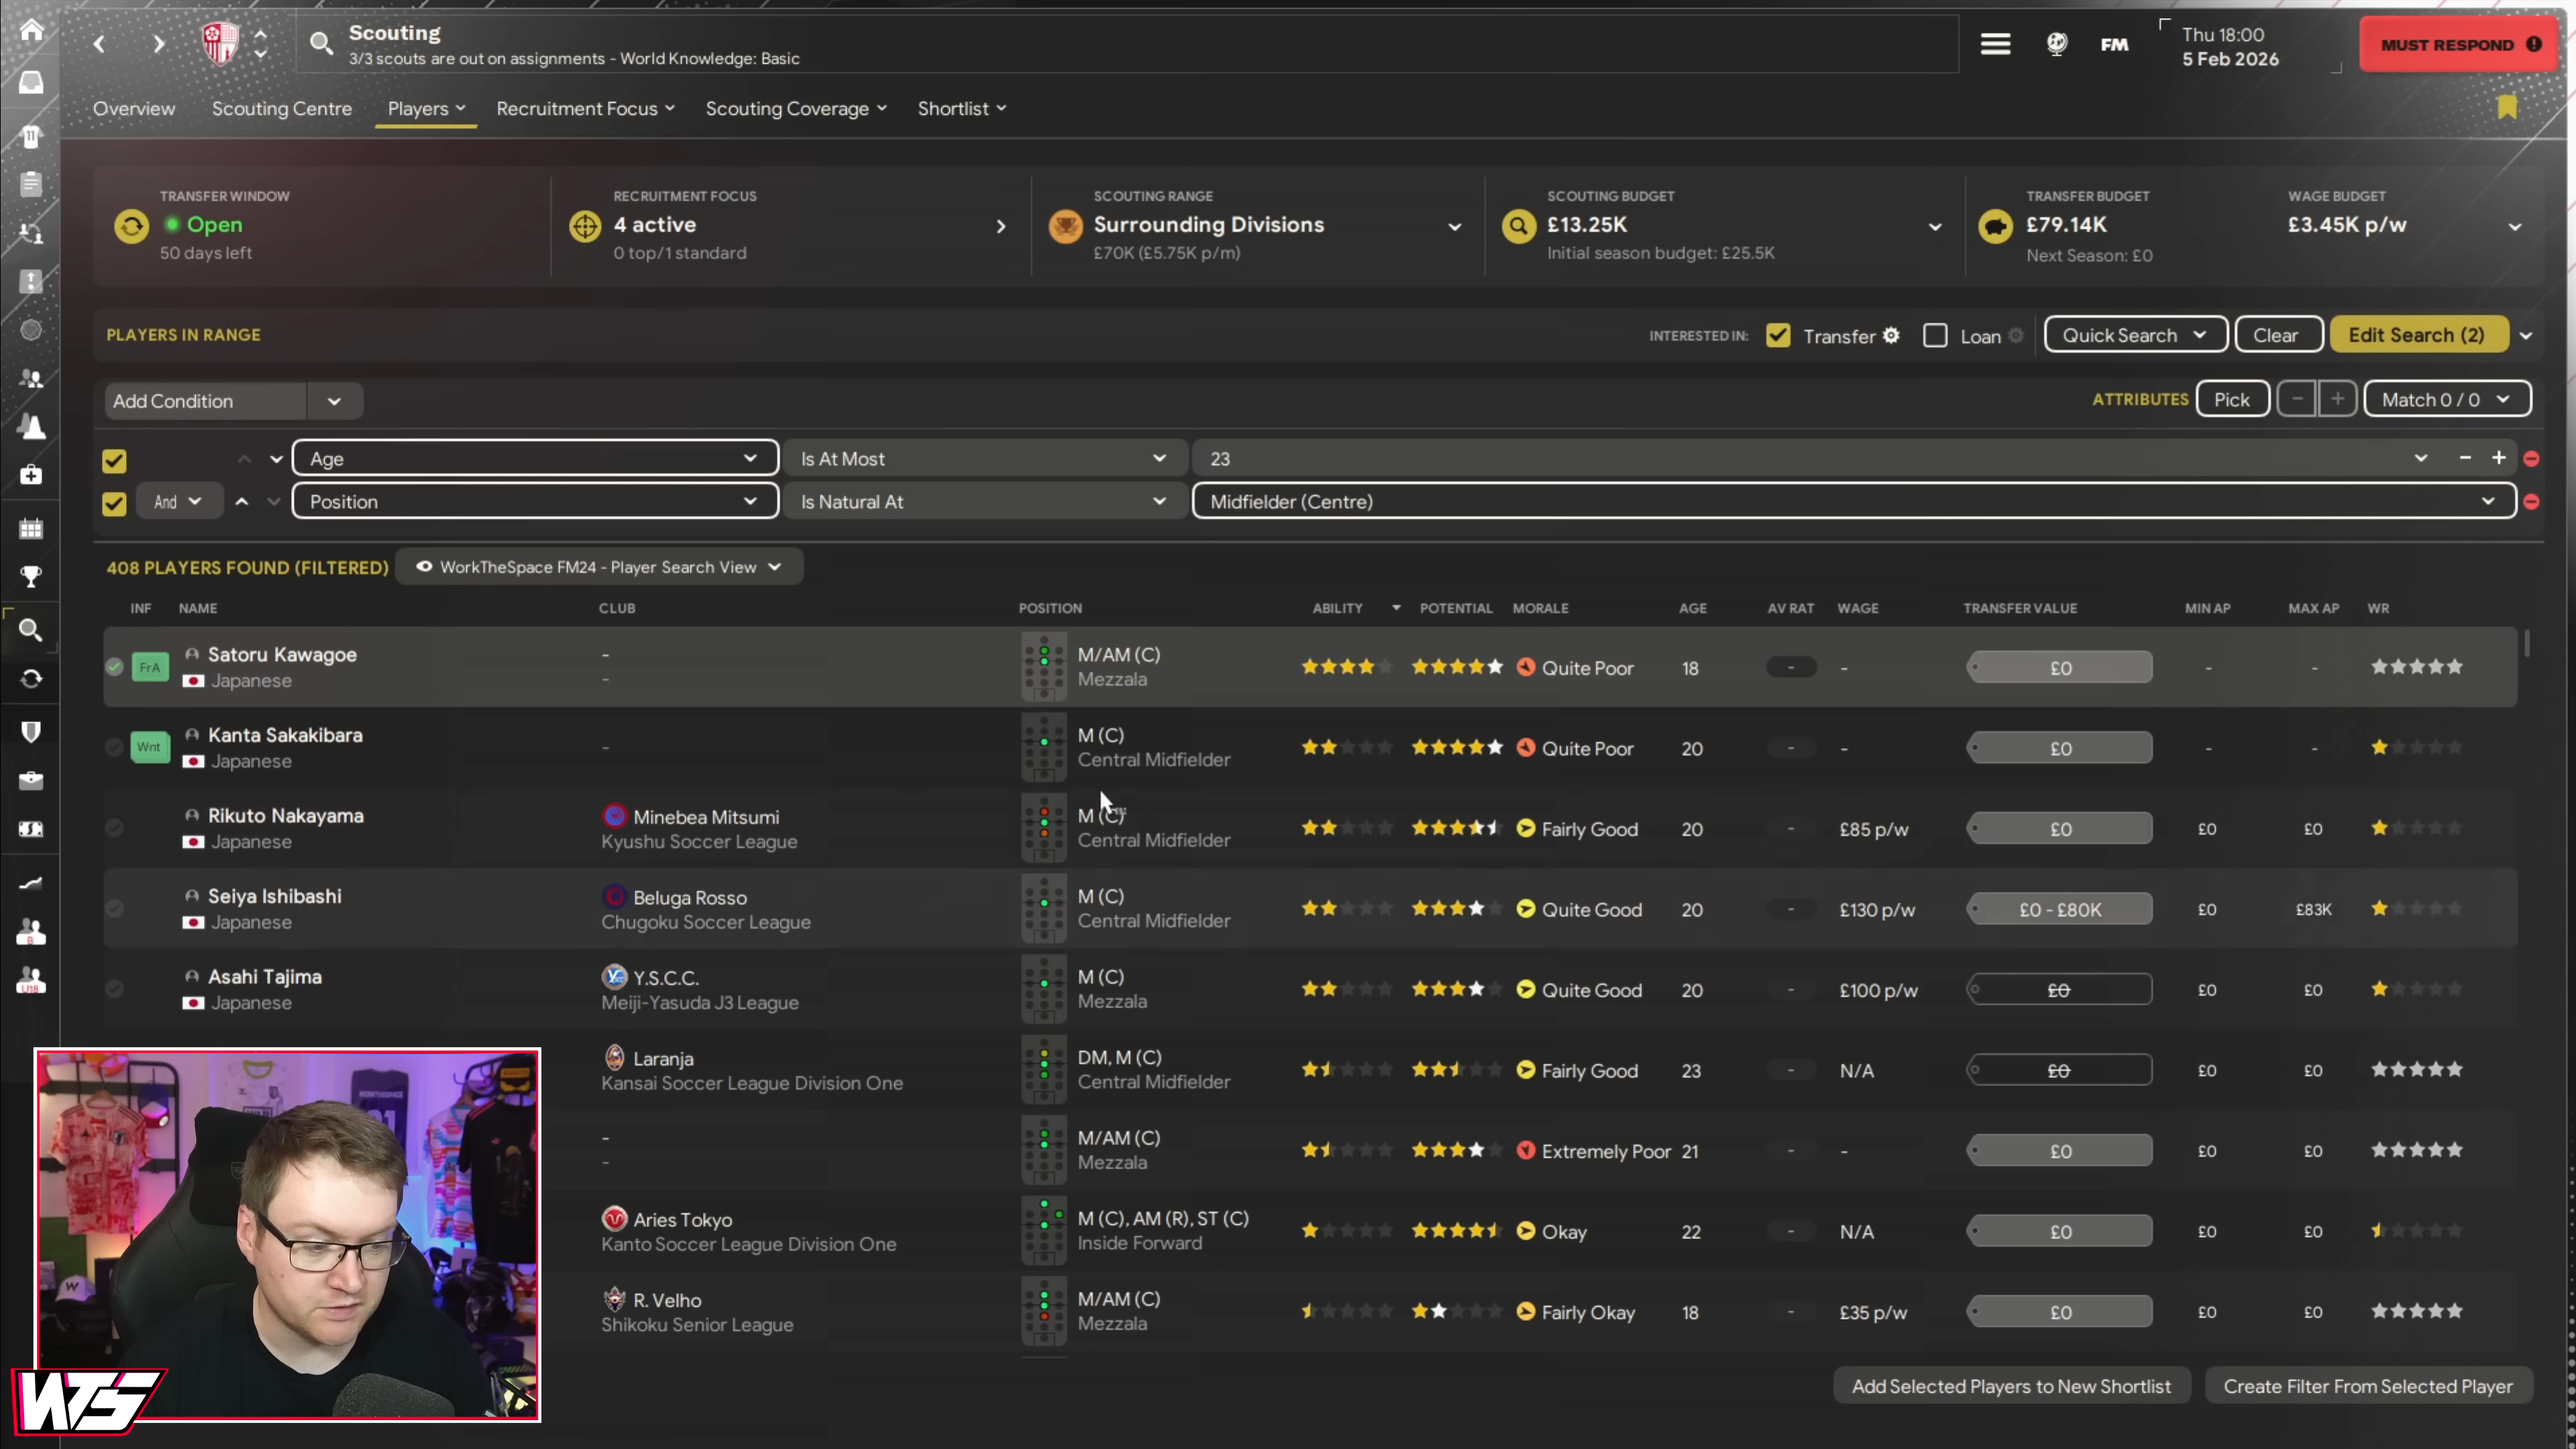 Scouting
3/3 scouts are out on assignments - World Knowledge: Basic
FM
Thu 18:00
5 Feb 2026
MUST RESPOND
Overview
Scouting Centre
Players
Recruitment Focus
Scouting Coverage
Shortlist
TRANSFER WINDOW
Open
50 days left
RECRUITMENT FOCUS
4 active
0 top/1 standard
SCOUTING RANGE
Surrounding Divisions
£70K (£5.75K p/m)
SCOUTING BUDGET
£13.25K
Initial season budget: £25.5K
TRANSFER BUDGET
£79.14K
Next Season: £0
WAGE BUDGET
£3.45K p/w
PLAYERS IN RANGE
INTERESTED IN: Transfer Loan Quick Search Clear Edit Search (2)
Add Condition
ATTRIBUTES Pick - + Match 0 / 0
Age Is At Most 23 - +
And Position Is Natural At Midfielder (Centre)
408 PLAYERS FOUND (FILTERED) WorkTheSpace FM24 - Player Search View
INF NAME CLUB POSITION ABILITY POTENTIAL MORALE AGE AV RAT WAGE TRANSFER VALUE MIN AP MAX AP WR
FrA Satoru Kawagoe - M/AM (C) Quite Poor 18 - - £0 - -
Japanese - Mezzala
Wnt Kanta Sakakibara - M (C) Quite Poor 20 - - £0 - -
Japanese Central Midfielder
Rikuto Nakayama Minebea Mitsumi M (C) Fairly Good 20 - £85 p/w £0 £0 £0
Japanese Kyushu Soccer League Central Midfielder
Seiya Ishibashi Beluga Rosso M (C) Quite Good 20 - £130 p/w £0 - £80K £0 £83K
Japanese Chugoku Soccer League Central Midfielder
Asahi Tajima Y.S.C.C. M (C) Quite Good 20 - £100 p/w £0 £0 £0
Japanese Meiji-Yasuda J3 League Mezzala
Laranja DM, M (C) Fairly Good 23 - N/A £0 £0 £0
Kansai Soccer League Division One Central Midfielder
- M/AM (C) Extremely Poor 21 - - £0 £0 £0
- Mezzala
Aries Tokyo M (C), AM (R), ST (C) Okay 22 - N/A £0 £0 £0
Kanto Soccer League Division One Inside Forward
R. Velho M/AM (C) Fairly Okay 18 - £35 p/w £0 £0 £0
Shikoku Senior League Mezzala
Add Selected Players to New Shortlist
Create Filter From Selected Player
WTS
11
B
U18